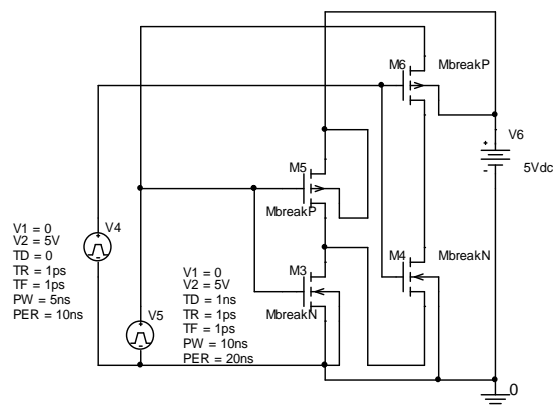 M6
MbreakP
V6
5Vdc
M5
MbreakP
V4
V1 = 0
V2 = 5V
TD = 0
TR = 1ps
TF = 1ps
PW = 5ns
PER = 10ns
M3
MbreakN
M4
MbreakN
V5
V1 = 0
V2 = 5V
TD = 1ns
TR = 1ps
TF = 1ps
PW = 10ns
PER = 20ns
0